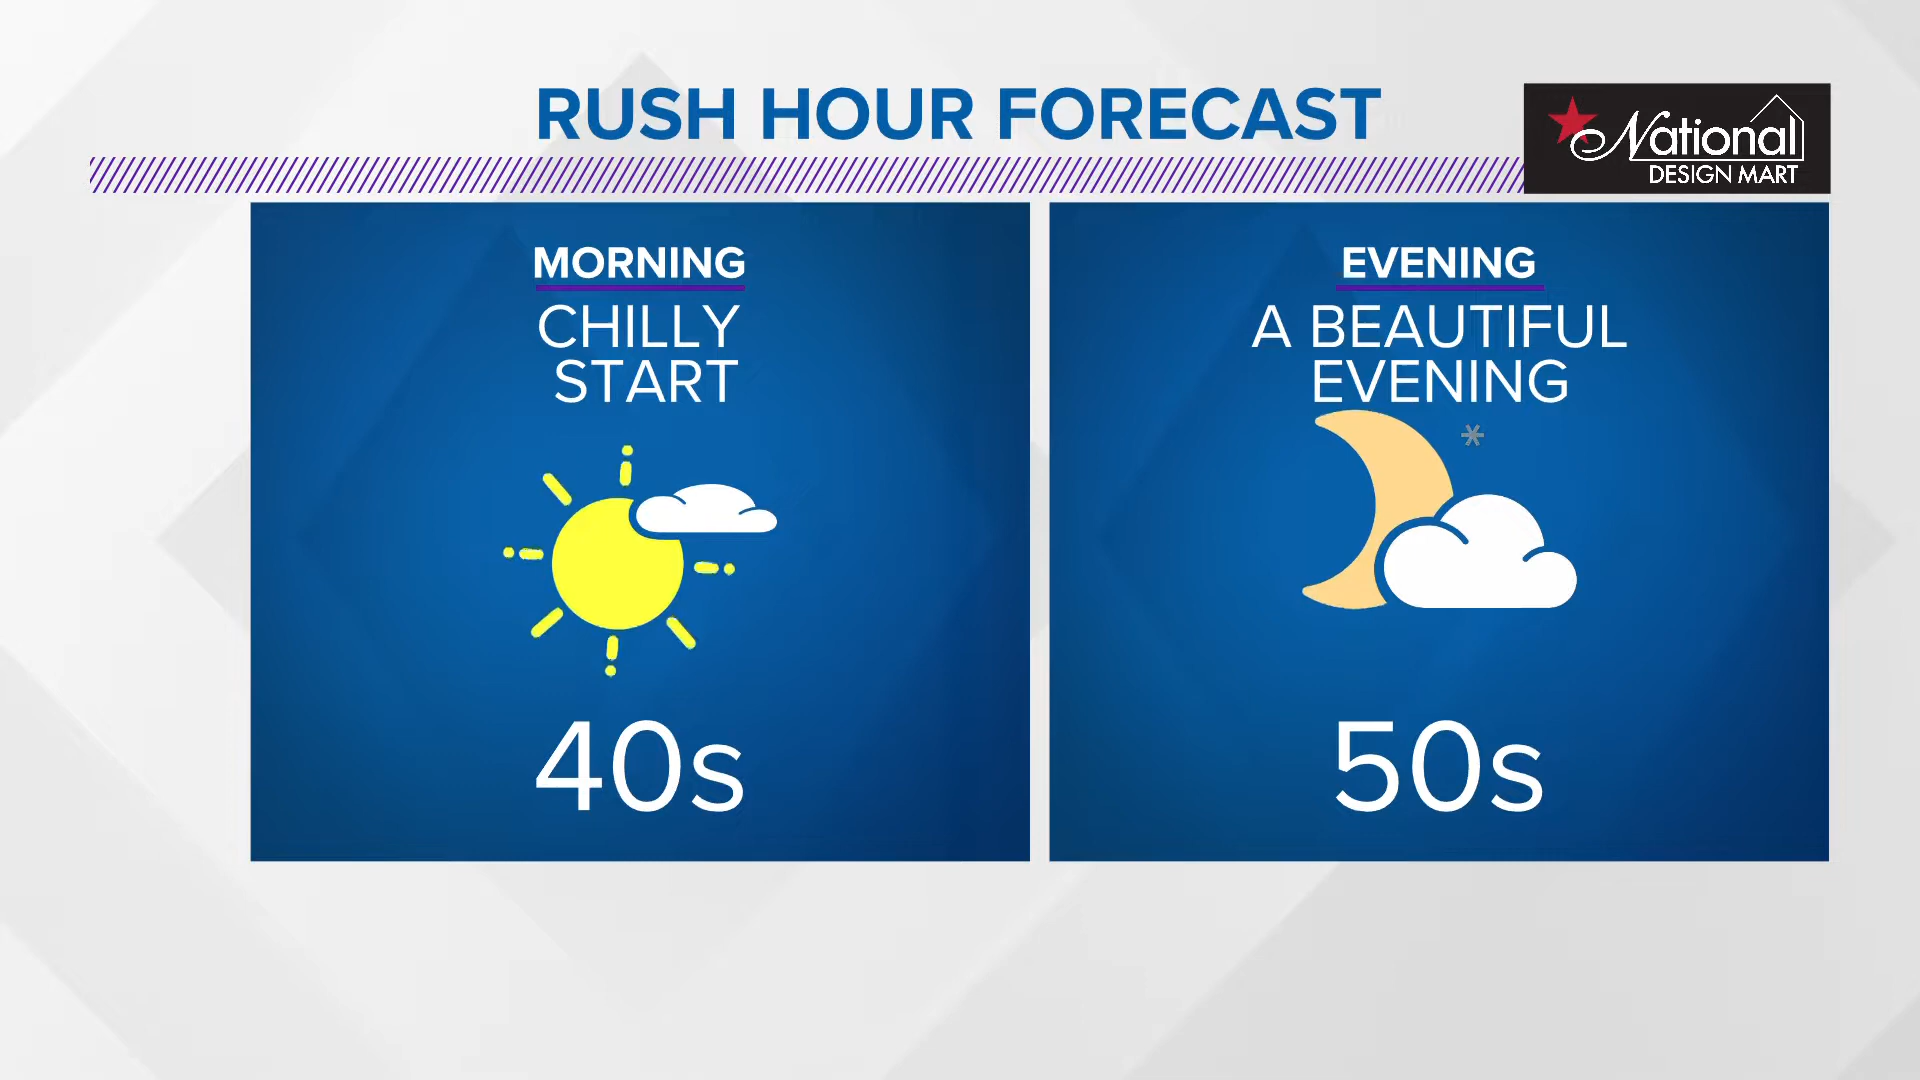 RUSH HOUR FORECAST
National
DESIGN MART
MORNING
CHILLY
START
40s
EVENING
A BEAUTIFUL
EVENING
50s